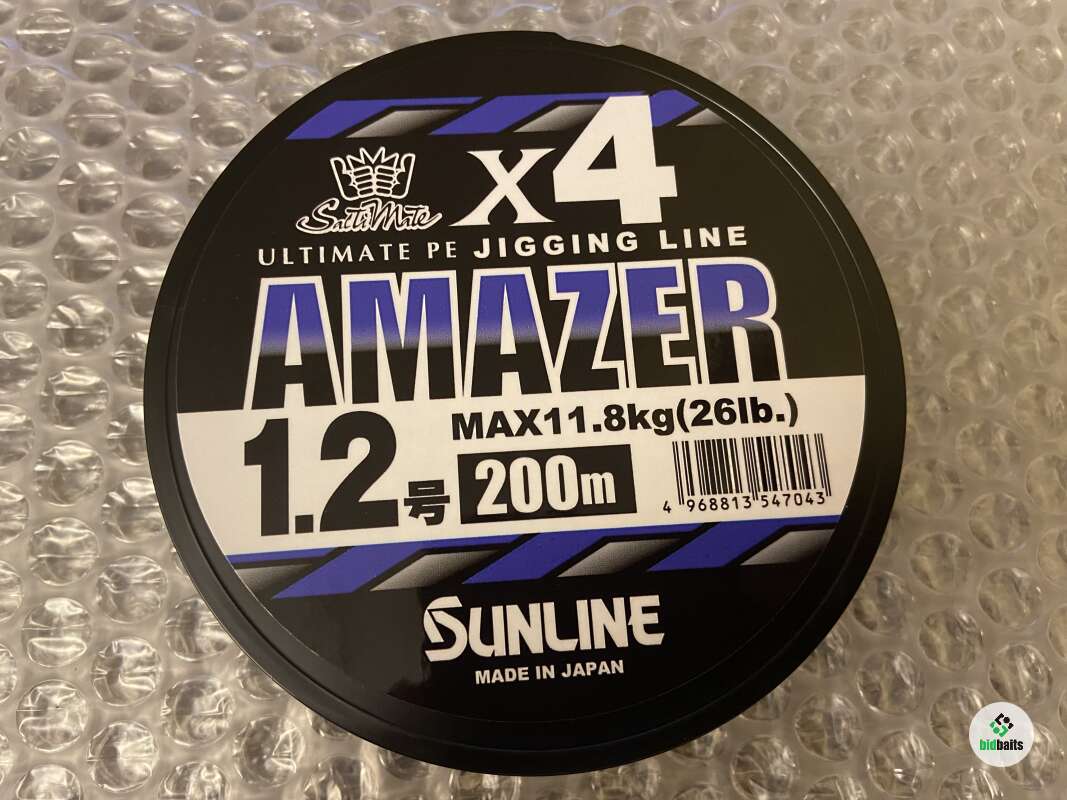 x4
SaltiMate
ULTIMATE PE JIGGING LINE
AMAZER
MAX11.8kg(26lb.)
1.2号
200m
4 968813 547043
SUNLINE
MADE IN JAPAN
bidbaits